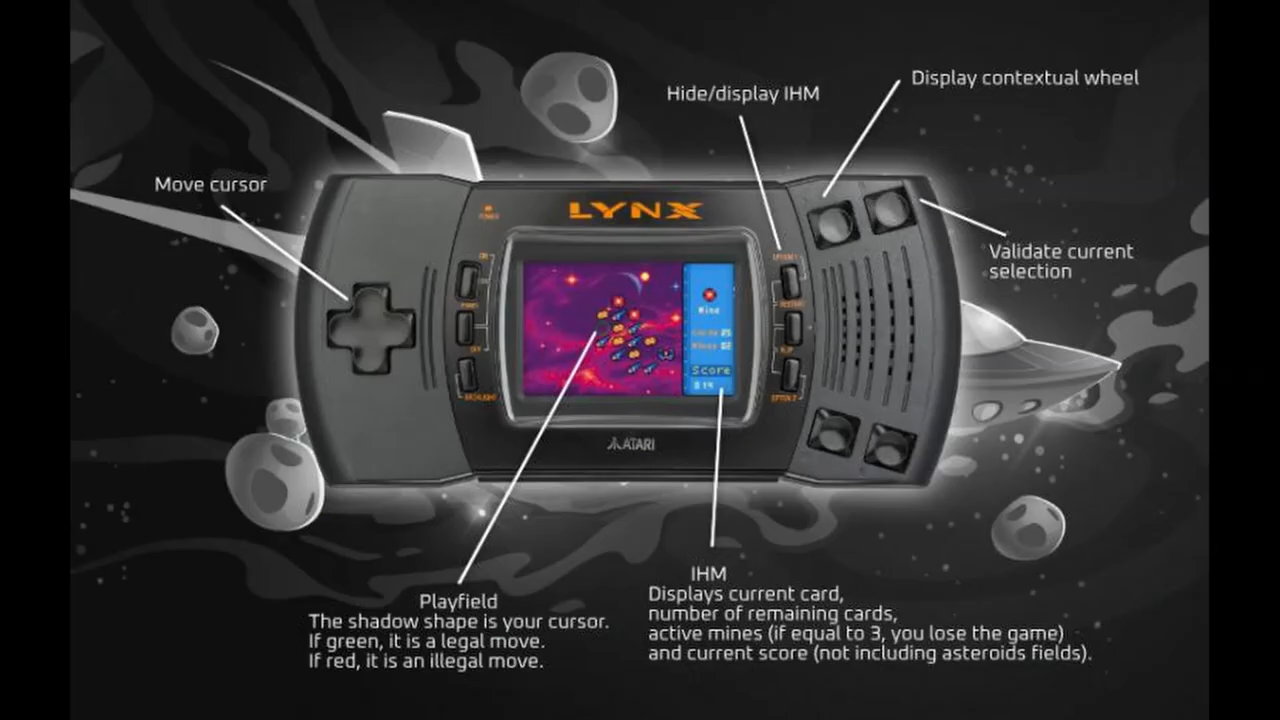 Display contextual wheel
Hide/display IHM
Move cursor
LYNX
POWER
Validate current
selection
Mine
Score
ATARI
IHM
Displays current card,
number of remaining cards,
active mines (if equal to 3, you lose the game)
and current score (not including asteroids fields).
Playfield
The shadow shape is your cursor.
If green, it is a legal move.
If red, it is an illegal move.